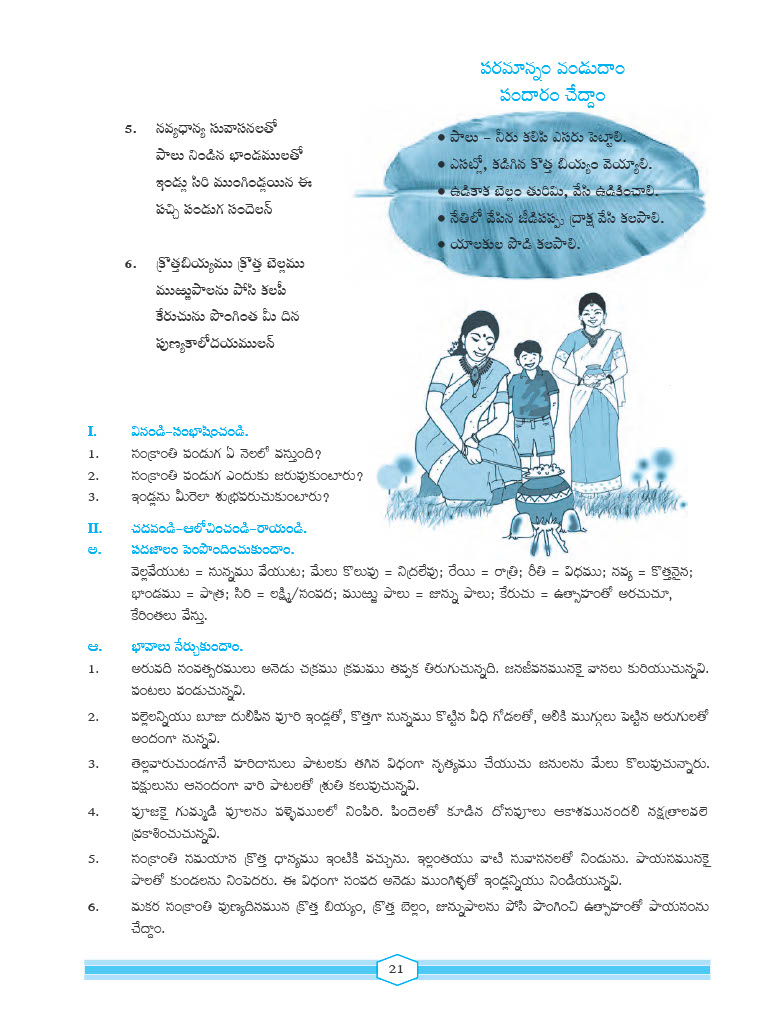 పరమాన్నం వండుదాం
పందారం చేద్దాం
5. నవ్యధాన్య సువాసనలతో
పాలు నిండిన భాండములతో
ఇండ్లు సిరి ముంగిండ్లయిన ఈ
పచ్చి పండుగ సందెలన్
• పాలు – నీరు కలిపి ఎసరు పెట్టాలి.
• ఎసట్లో, కడిగిన కొత్త బియ్యం వెయ్యాలి.
• ఉడికాక బెల్లం తురిమి, వేసి ఉడికించాలి.
• నేతిలో వేపిన జీడిపప్పు ద్రాక్ష వేసి కలపాలి.
• యాలకుల పొడి కలపాలి.
6. క్రొత్తబియ్యము క్రొత్త బెల్లము
ముఱ్ఱుపాలను పోసి కలిపీ
కేరుచును పొంగింత మీ దిన
పుణ్యకాలోదయములన్
I. వినండి–సంభాషించండి.
1. సంక్రాంతి పండుగ ఏ నెలలో వస్తుంది?
2. సంక్రాంతి పండుగ ఎందుకు జరుపుకుంటారు?
3. ఇండ్లను మీరెలా శుభ్రపరుచుకుంటారు?
II. చదవండి–ఆలోచించండి–రాయండి.
అ. పదజాలం పెంపొందించుకుందాం.
వెల్లవేయుట = సున్నము వేయుట; మేలు కొలుపు = నిద్రలేపు; రేయి = రాత్రి; రీతి = విధము; నవ్య = కొత్తనైన;
భాండము = పాత్ర; సిరి = లక్ష్మి/సంపద; ముఱ్ఱు పాలు = జున్ను పాలు; కేరుచు = ఉత్సాహంతో అరచుచూ,
కేరింతలు వేస్తు.
ఆ. భావాలు నేర్చుకుందాం.
1. అరువది సంవత్సరములు అనెడు చక్రము క్రమము తప్పక తిరుగుచున్నది. జనజీవనమునకై వానలు కురియుచున్నవి.
పంటలు పండుచున్నవి.
2. పల్లెలన్నియు బూజు దులిపిన పూరి ఇండ్లతో, కొత్తగా సున్నము కొట్టిన వీధి గోడలతో, అలికి ముగ్గులు పెట్టిన అరుగులతో
అందంగా నున్నవి.
3. తెల్లవారుచుండగానే హరిదాసులు పాటలకు తగిన విధంగా నృత్యము చేయుచు జనులను మేలు కొలుపుచున్నారు.
పక్షులును ఆనందంగా వారి పాటలతో శ్రుతి కలుపుచున్నవి.
4. పూజకై గుమ్మడి పూలను పళ్ళెములలో నింపిరి. పిందెలతో కూడిన దోసపూలు ఆకాశమునందలి నక్షత్రాలవలె
ప్రకాశించుచున్నవి.
5. సంక్రాంతి సమయాన క్రొత్త ధాన్యము ఇంటికి వచ్చును. ఇల్లంతయు వాటి సువాసనలతో నిండును. పాయసమునకై
పాలతో కుండలను నింపెదరు. ఈ విధంగా సంపద అనెడు ముంగిళ్ళతో ఇండ్లన్నియు నిండియున్నవి.
6. మకర సంక్రాంతి పుణ్యదినమున క్రొత్త బియ్యం, క్రొత్త బెల్లం, జున్నుపాలను పోసి పొంగించి ఉత్సాహంతో పాయసంను
చేద్దాం.
21